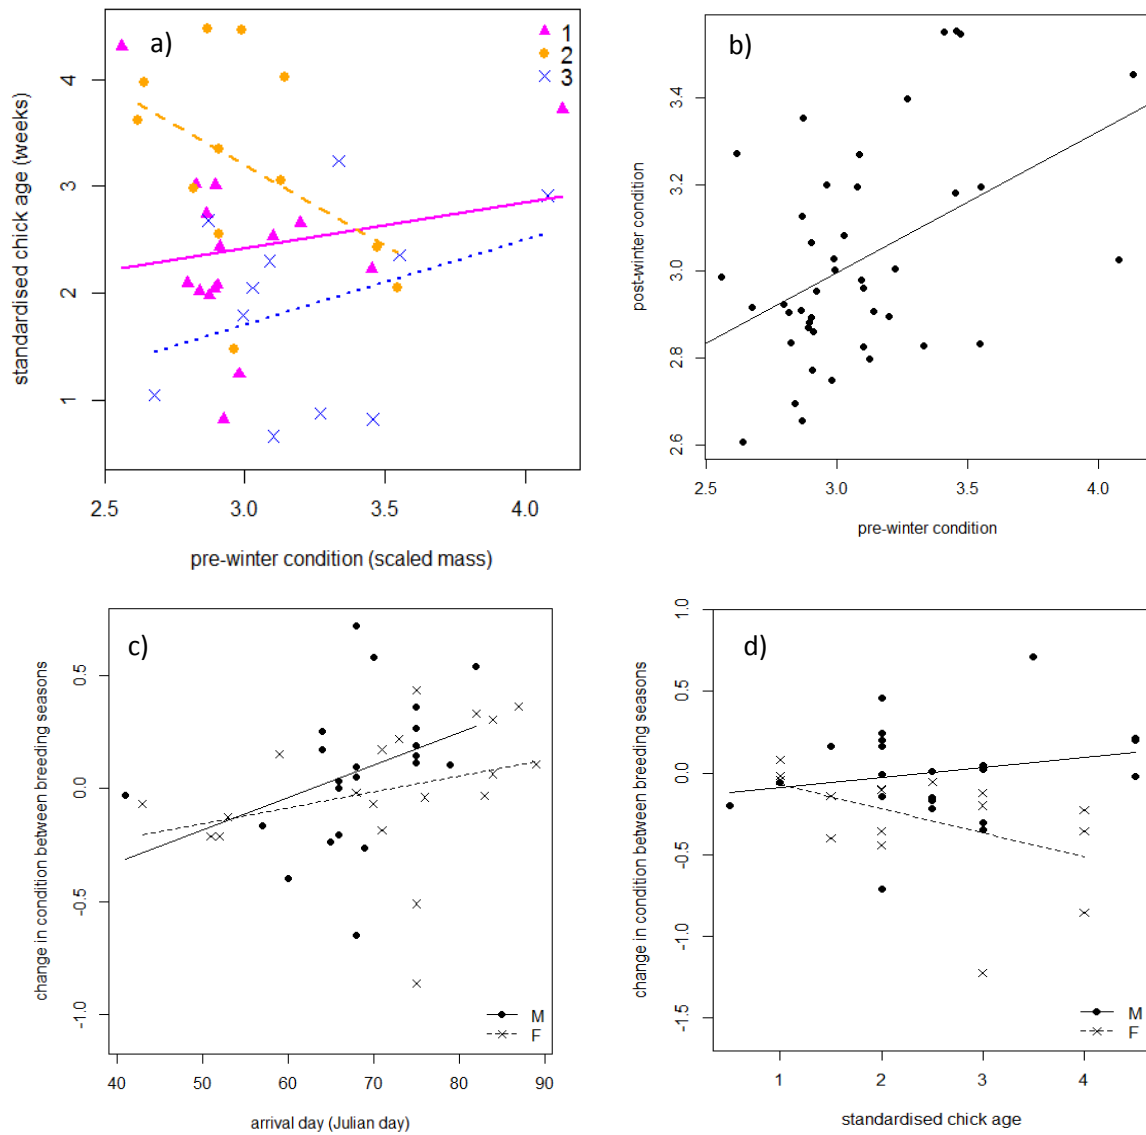 a)
1
2
3
standardised chick age (weeks)
4
3
2
1
2.5 3.0 3.5 4.0
pre-winter condition (scaled mass)
b)
post-winter condition
3.4
3.2
3.0
2.8
2.6
2.5 3.0 3.5 4.0
pre-winter condition
c)
change in condition between breeding seasons
0.5
0.0
-0.5
-1.0
M
F
40 50 60 70 80 90
arrival day (Julian day)
d)
change in condition between breeding seasons
1.0
0.5
0.0
-0.5
-1.0
-1.5
M
F
1 2 3 4
standardised chick age